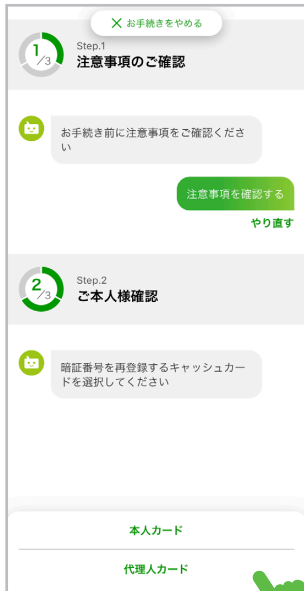 × お手続きをやめる
1/3
Step.1
注意事項のご確認
お手続き前に注意事項をご確認くださ
い
注意事項を確認する
やり直す
2/3
Step.2
ご本人様確認
暗証番号を再登録するキャッシュカー
ドを選択してください
本人カード
代理人カード